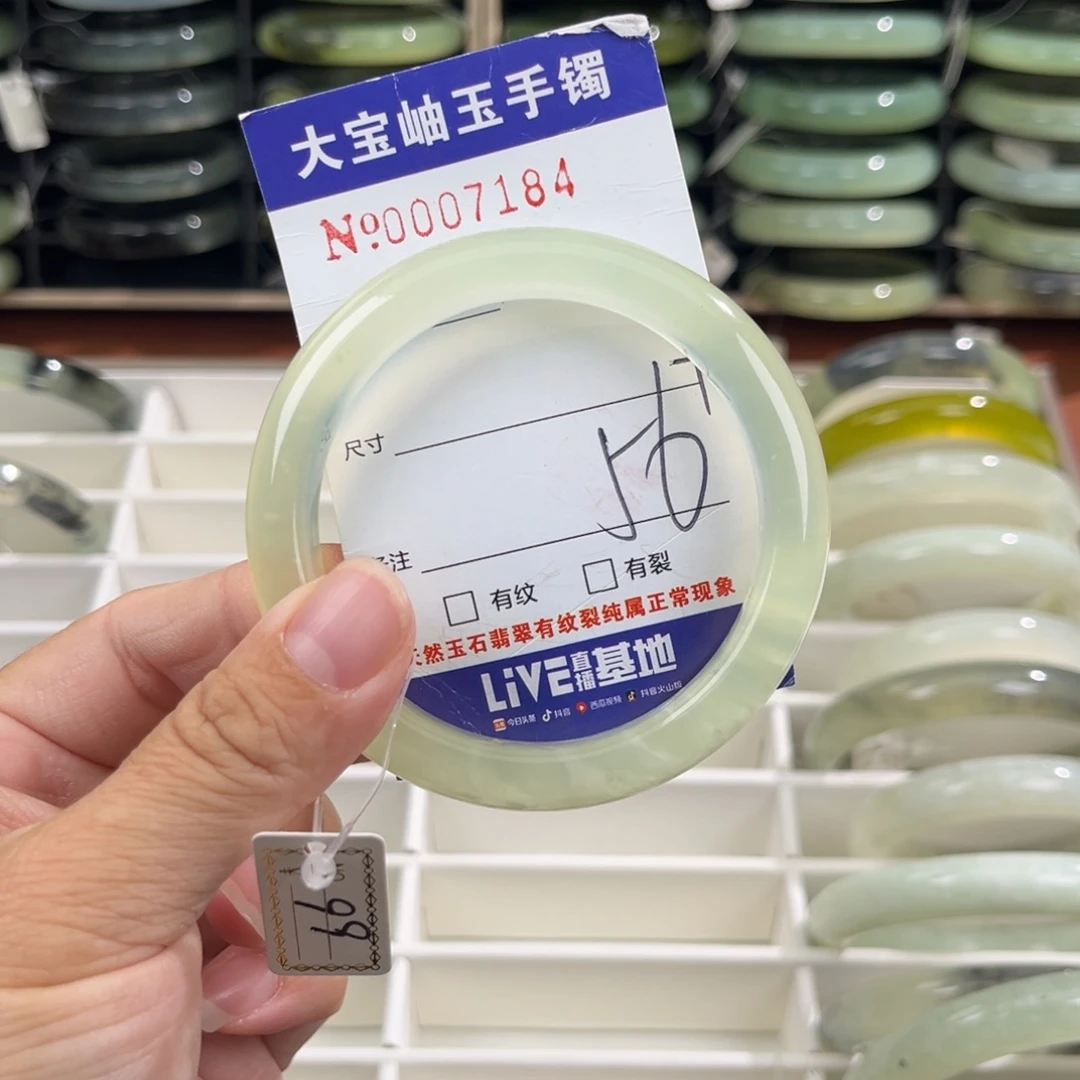 大宝岫玉手镯
№0007184
尺寸
56
注
有纹 有裂
然玉石翡翠有纹裂纯属正常现象
LiVE直播基地
今日头条 抖音 西瓜视频 抖音火山版